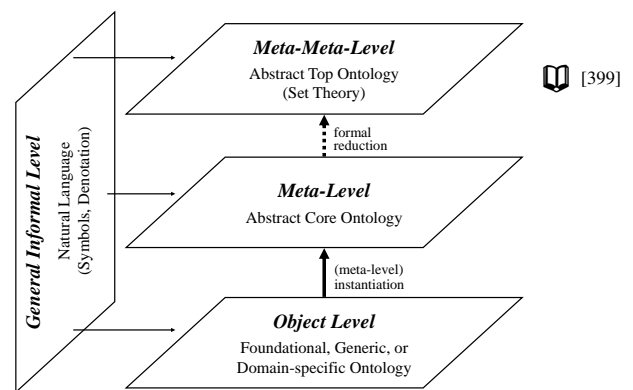 General Informal Level
Natural Language
(Symbols, Denotation)
Meta-Meta-Level
Abstract Top Ontology
(Set Theory)
[399]
formal
reduction
Meta-Level
Abstract Core Ontology
(meta-level)
instantiation
Object Level
Foundational, Generic, or
Domain-specific Ontology